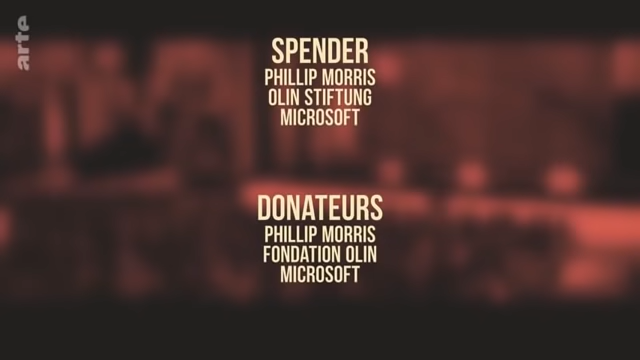 arte
SPENDER
PHILLIP MORRIS
OLIN STIFTUNG
MICROSOFT
DONATEURS
PHILLIP MORRIS
FONDATION OLIN
MICROSOFT